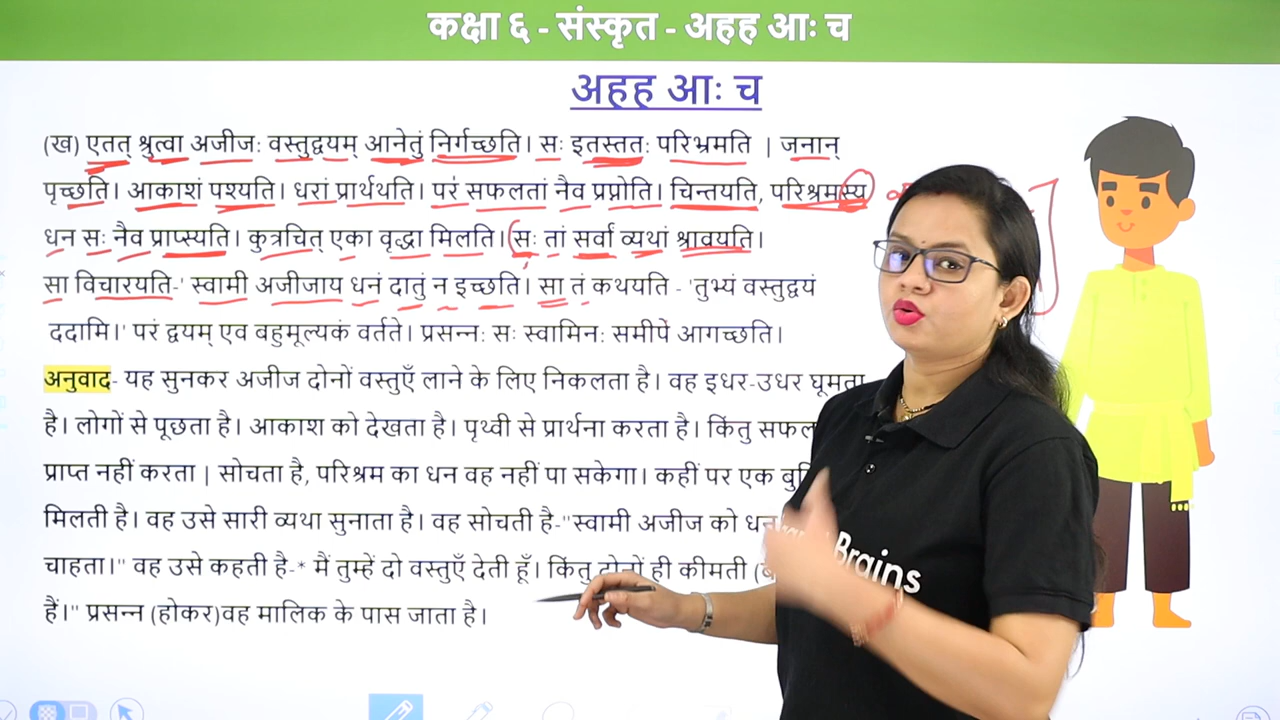 कक्षा ६ - संस्कृत - अहह आः च
अहह आः च
(ख) एतत् श्रुत्वा अजीज: वस्तुद्वयम् आनेतुं निर्गच्छति। सः इतस्तत: परिभ्रमति | जनान्
पृच्छति। आकाशं पश्यति। धरां प्रार्थथति। परं सफलतां नैव प्रप्नोति। चिन्तयति, परिश्रमस्य
धन सः नैव प्राप्स्यति। कुत्रचित् एका वृद्धा मिलति। सः तां सर्वां व्यथां श्रावयति।
सा विचारयति-' स्वामी अजीजाय धनं दातुं न इच्छति। सा तं कथयति - 'तुभ्यं वस्तुद्वयं
ददामि।' परं द्वयम् एव वहुमूल्यकं वर्तते। प्रसन्न: सः स्वामिन: समीपे आगच्छति।
अनुवाद- यह सुनकर अजीज दोनों वस्तुएँ लाने के लिए निकलता है। वह इधर-उधर घूमता
है। लोगों से पूछता है। आकाश को देखता है। पृथ्वी से प्रार्थना करता है। किंतु
प्राप्त नहीं करता | सोचता है, परिश्रम का धन वह नहीं पा सकेगा। कहीं पर एक
मिलती है। वह उसे सारी व्यथा सुनाता है। वह सोचती है-"स्वामी अजीज को
चाहता।" वह उसे कहती है-* मैं तुम्हें दो वस्तुएँ देती हूँ। किंतु दोनों ही कीमती
हैं।" प्रसन्न (होकर)वह मालिक के पास जाता है।
Brains